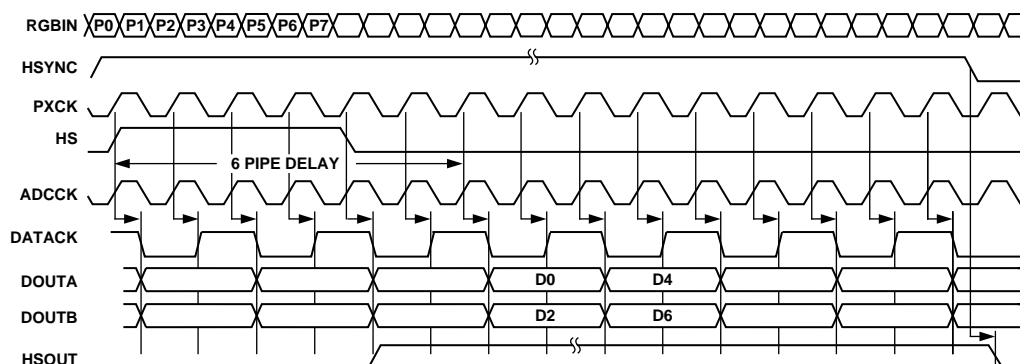 RGBIN P0 P1 P2 P3 P4 P5 P6 P7
HSYNC
PXCK
HS
6 PIPE DELAY
ADCCK
DATACK
DOUTA D0 D4
DOUTB D2 D6
HSOUT